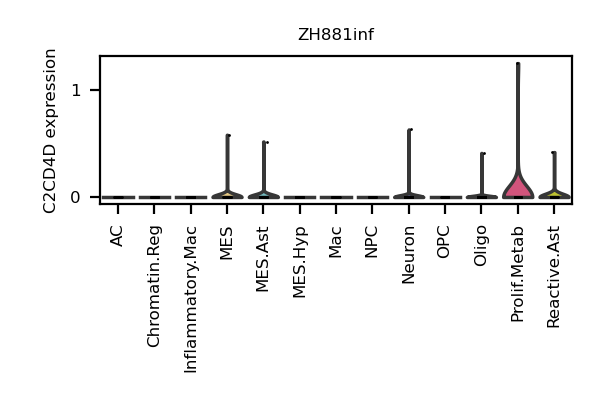 ZH881inf
C2CD4D expression
1
0
AC
Chromatin.Reg
Inflammatory.Mac
MES
MES.Ast
MES.Hyp
Mac
NPC
Neuron
OPC
Oligo
Prolif.Metab
Reactive.Ast